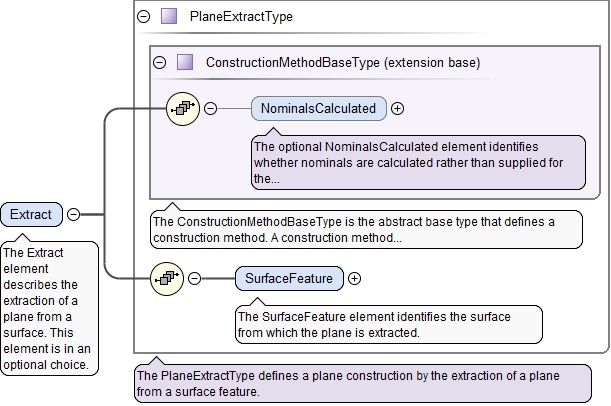 PlaneExtractType
ConstructionMethodBaseType (extension base)
NominalsCalculated
The optional NominalsCalculated element identifies
whether nominals are calculated rather than supplied for
the...
The ConstructionMethodBaseType is the abstract base type that defines a
construction method. A construction method...
Extract
The Extract
element
describes the
extraction of a
plane from a
surface. This
element is in an
optional choice.
SurfaceFeature
The SurfaceFeature element identifies the surface
from which the plane is extracted.
The PlaneExtractType defines a plane construction by the extraction of a plane
from a surface feature.